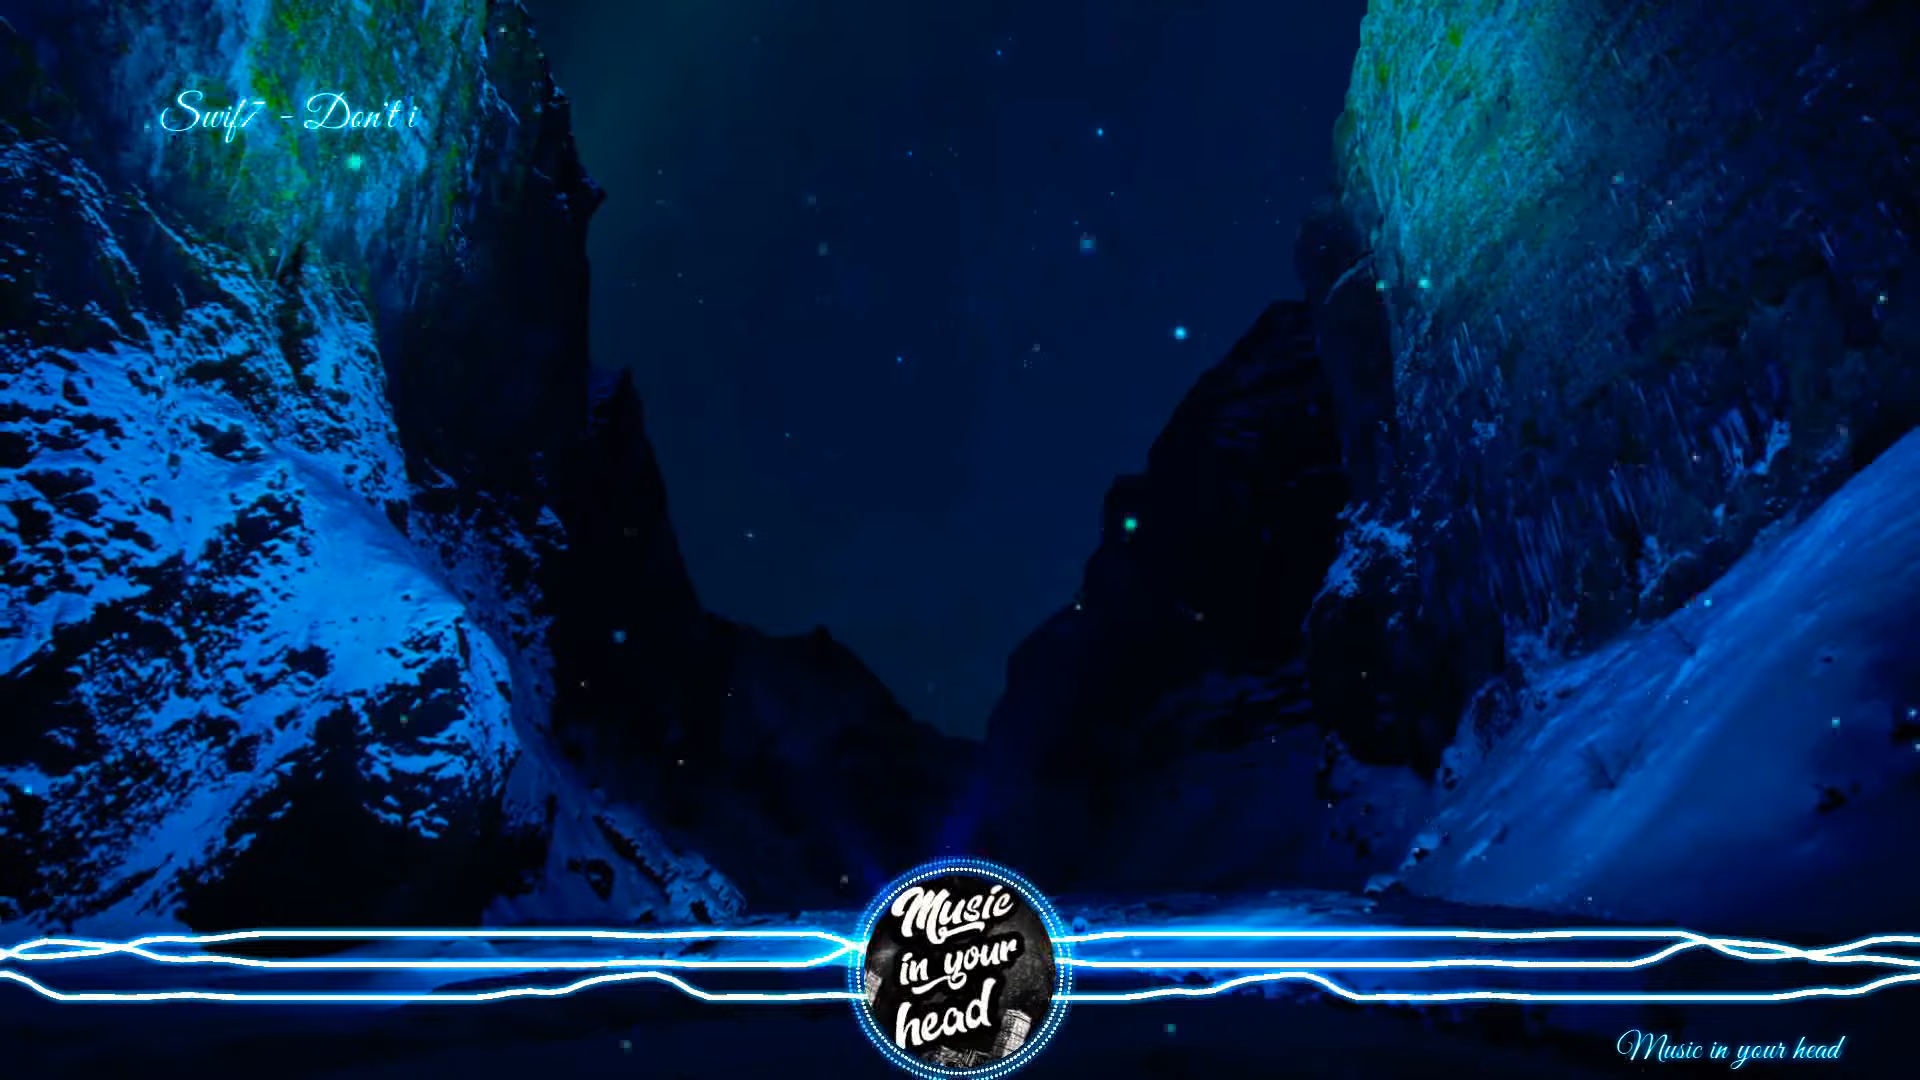 Swif7 - Don't i
Music
in your
head
Music in your head